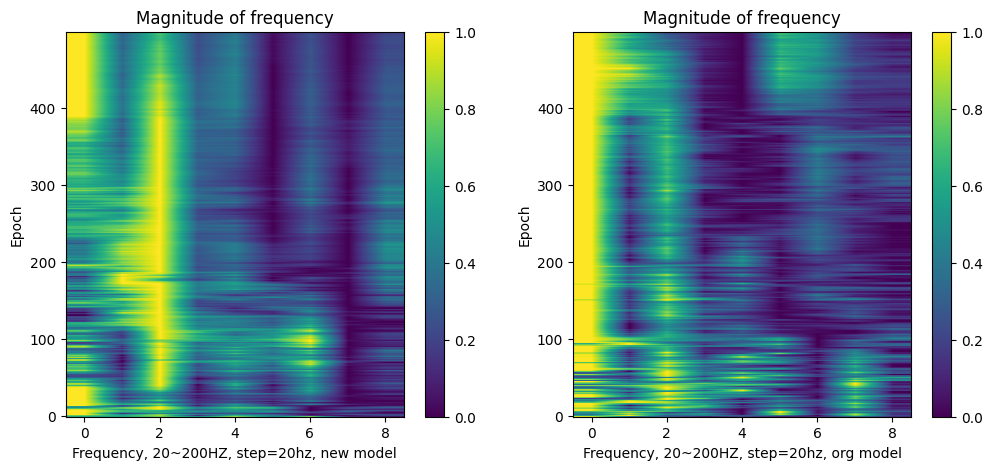 Magnitude of frequency
Epoch
400
300
200
100
0
0 2 4 6 8
Frequency, 20~200HZ, step=20hz, new model
1.0
0.8
0.6
0.4
0.2
0.0
Magnitude of frequency
Epoch
400
300
200
100
0
0 2 4 6 8
Frequency, 20~200HZ, step=20hz, org model
1.0
0.8
0.6
0.4
0.2
0.0